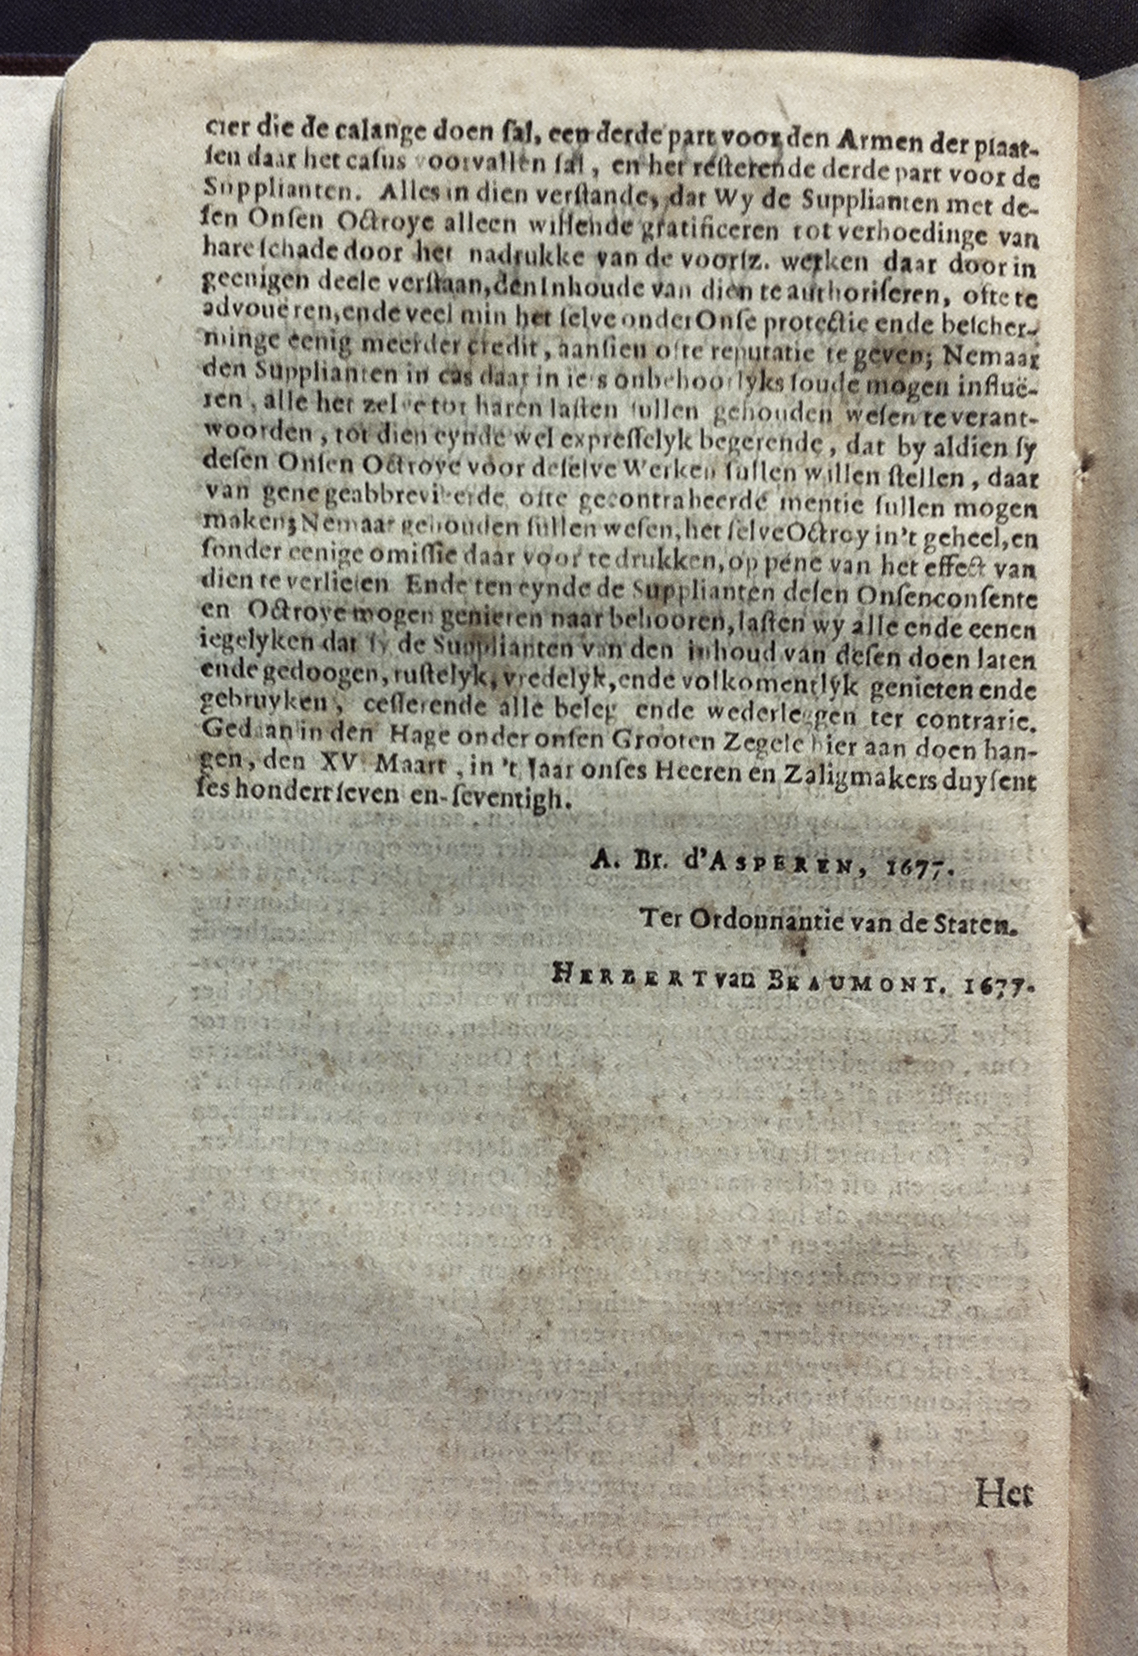 cier die de calange doen ſal, een derde part voor den Armen der plaat-
ſen daar het caſus voorvallen ſal, en het reſterende derde part voor de
Supplianten. Alles in dien verſtande, dat Wy de Supplianten met de-
ſen Onſen Octroye alleen willende gratificeren tot verhoedinge van
hare ſchade door het nadrukke van de voorſz. werken daar door in
geenigen deele verſtaan, den Inhoude van dien te authoriſeren, ofte te
advoueren, ende veel min het ſelve onder Onſe protectie ende beſcher-
minge eenig meerder credit, aanſien ofte reputatie te geven; Nemaar
den Supplianten in cas daar in iets onbehoorlyks ſoude mogen influë-
ren, alle het zelve tot haren laſten ſullen gehouden weſen te verant-
woorden, tot dien eynde wel expreſſelyk begerende, dat by aldien ſy
deſen Onſen Octroye voor deſelve Werken ſullen willen ſtellen, daar
van gene geabbrevieerde ofte gecontraheerde mentie ſullen mogen
maken; Nemaar gehouden ſullen weſen, het ſelve Octroy in't geheel, en
ſonder eenige omiſſie daar voor te drukken, op pene van het effect van
dien te verlieſen Ende ten eynde de Supplianten deſen Onſen conſente
en Octroye mogen genieten naar behooren, laſten wy alle ende eenen
iegelyken dat ſy de Supplianten van den inhoud van deſen doen laten
ende gedoogen, ruſtelyk, vredelyk, ende volkomentlyk genieten ende
gebruyken, ceſſerende alle beleg ende wederleggen ter contrarie.
Gedaan in den Hage onder onſen Grooten Zegele hier aan doen han-
gen, den XV Maart, in 't Jaar onſes Heeren en Zaligmakers duyſent
ſes hondert ſeven en-ſeventigh.
A. Br. d'ASPEREN, 1677.
Ter Ordonnantie van de Staten.
HERBERT van BEAUMONT. 1677.
Het